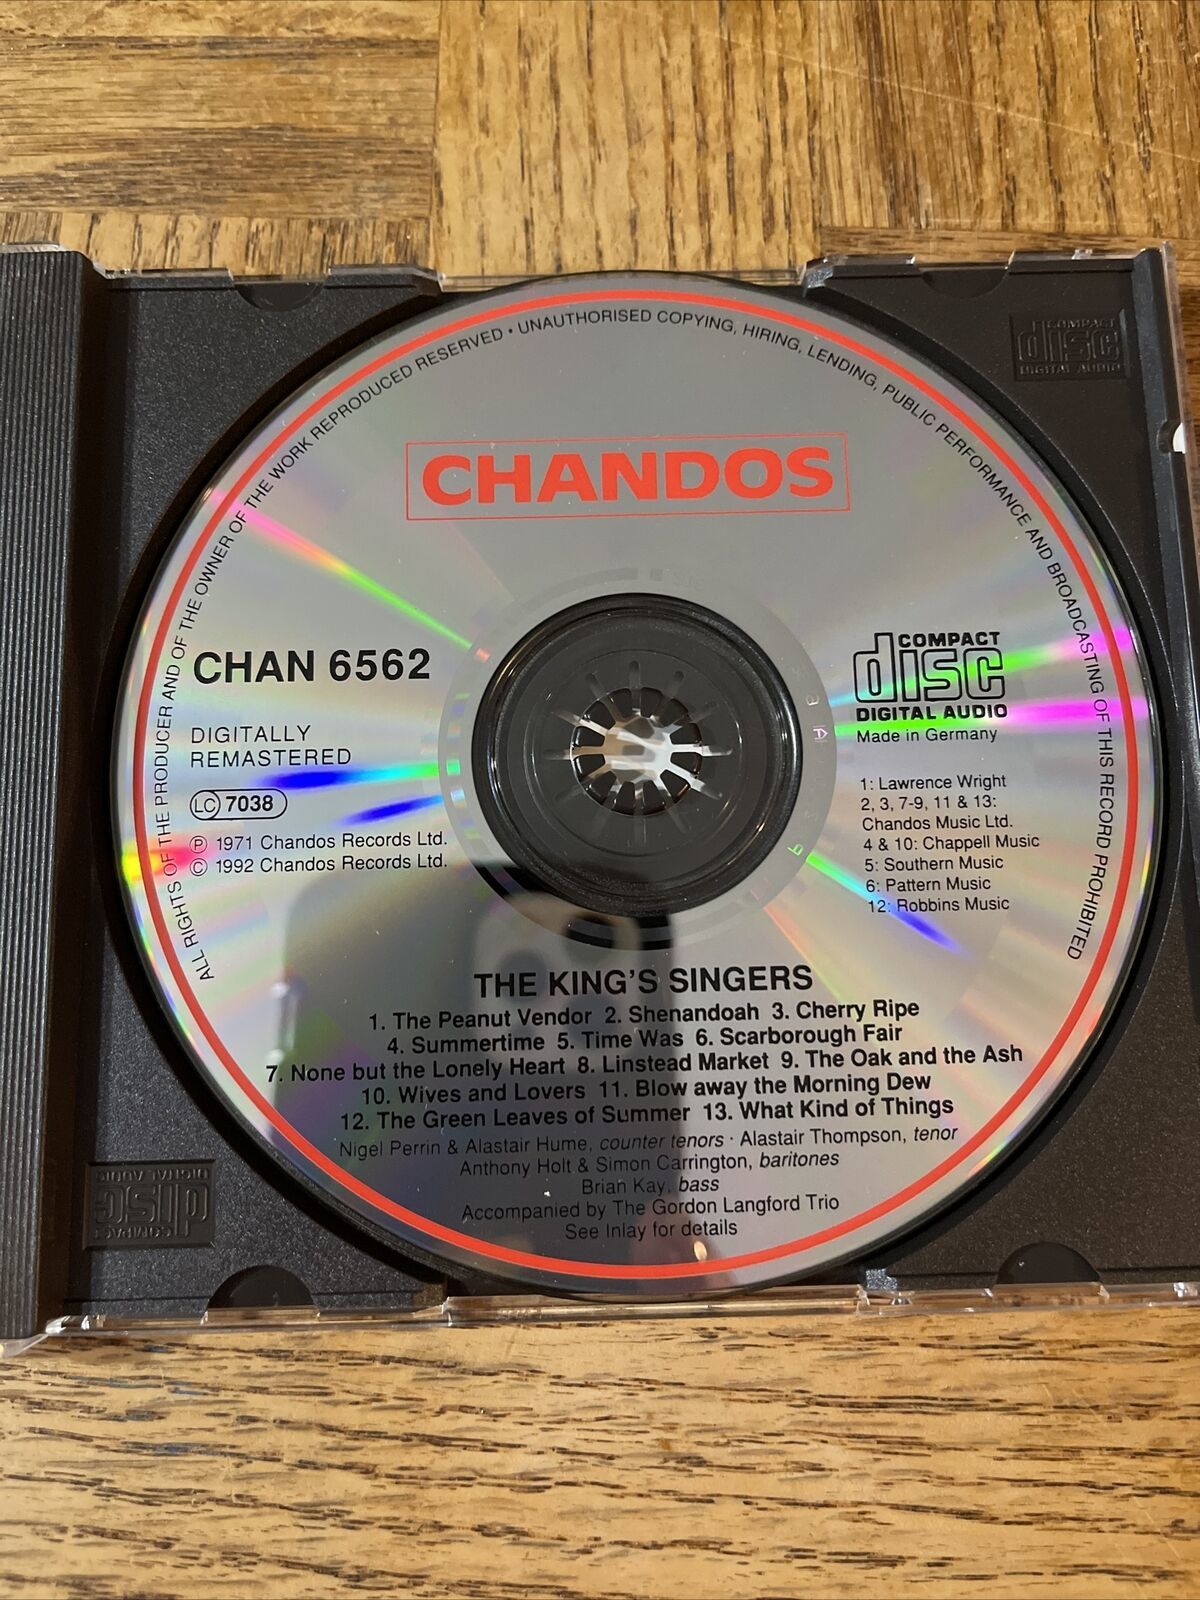 ALL RIGHTS OF THE PRODUCER AND OF THE OWNER OF THE WORK REPRODUCED RESERVED • UNAUTHORISED COPYING, HIRING, LENDING, PUBLIC PERFORMANCE AND BROADCASTING OF THIS RECORD PROHIBITED
COMPACT
disc
DIGITAL AUDIO
CHANDOS
CHAN 6562
DIGITALLY
REMASTERED
LC 7038
Ⓟ 1971 Chandos Records Ltd.
© 1992 Chandos Records Ltd.
COMPACT
disc
DIGITAL AUDIO
Made in Germany
1: Lawrence Wright
2, 3, 7-9, 11 & 13:
Chandos Music Ltd.
4 & 10: Chappell Music
5: Southern Music
6: Pattern Music
12: Robbins Music
THE KING'S SINGERS
1. The Peanut Vendor 2. Shenandoah 3. Cherry Ripe
4. Summertime 5. Time Was 6. Scarborough Fair
7. None but the Lonely Heart 8. Linstead Market 9. The Oak and the Ash
10. Wives and Lovers 11. Blow away the Morning Dew
12. The Green Leaves of Summer 13. What Kind of Things
Nigel Perrin & Alastair Hume, counter tenors · Alastair Thompson, tenor
Anthony Holt & Simon Carrington, baritones
Brian Kay, bass
Accompanied by The Gordon Langford Trio
See Inlay for details
COMPACT
disc
DIGITAL AUDIO